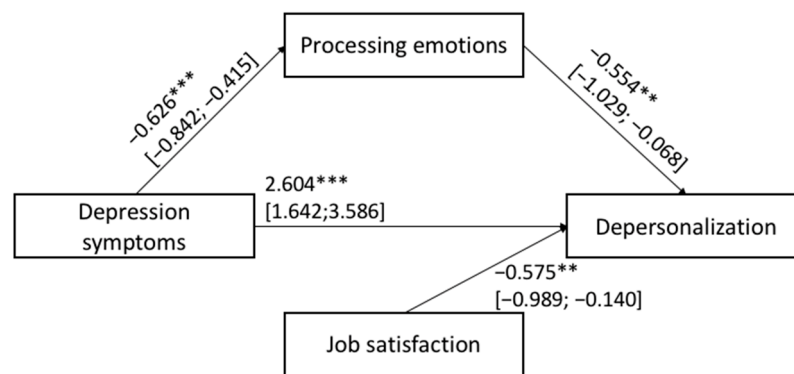 Processing emotions
−0.626***
[−0.842; −0.415]
−0.554**
[−1.029; −0.068]
Depression
symptoms
2.604***
[1.642;3.586]
Depersonalization
−0.575**
[−0.989; −0.140]
Job satisfaction